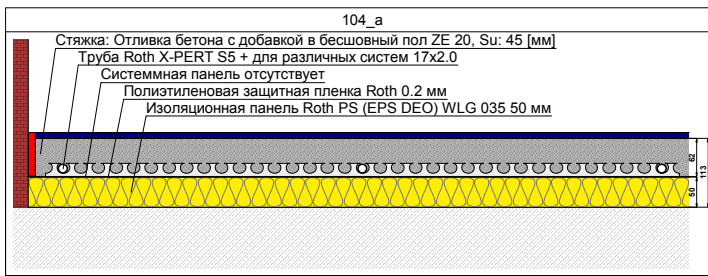 104_a
Стяжка: Отливка бетона с добавкой в бесшовный пол ZE 20, Su: 45 [мм]
Труба Roth X-PERT S5 + для различных систем 17x2.0
Системмная панель отсутствует
Полиэтиленовая защитная пленка Roth 0.2 мм
Изоляционная панель Roth PS (EPS DEO) WLG 035 50 мм
62
113
50